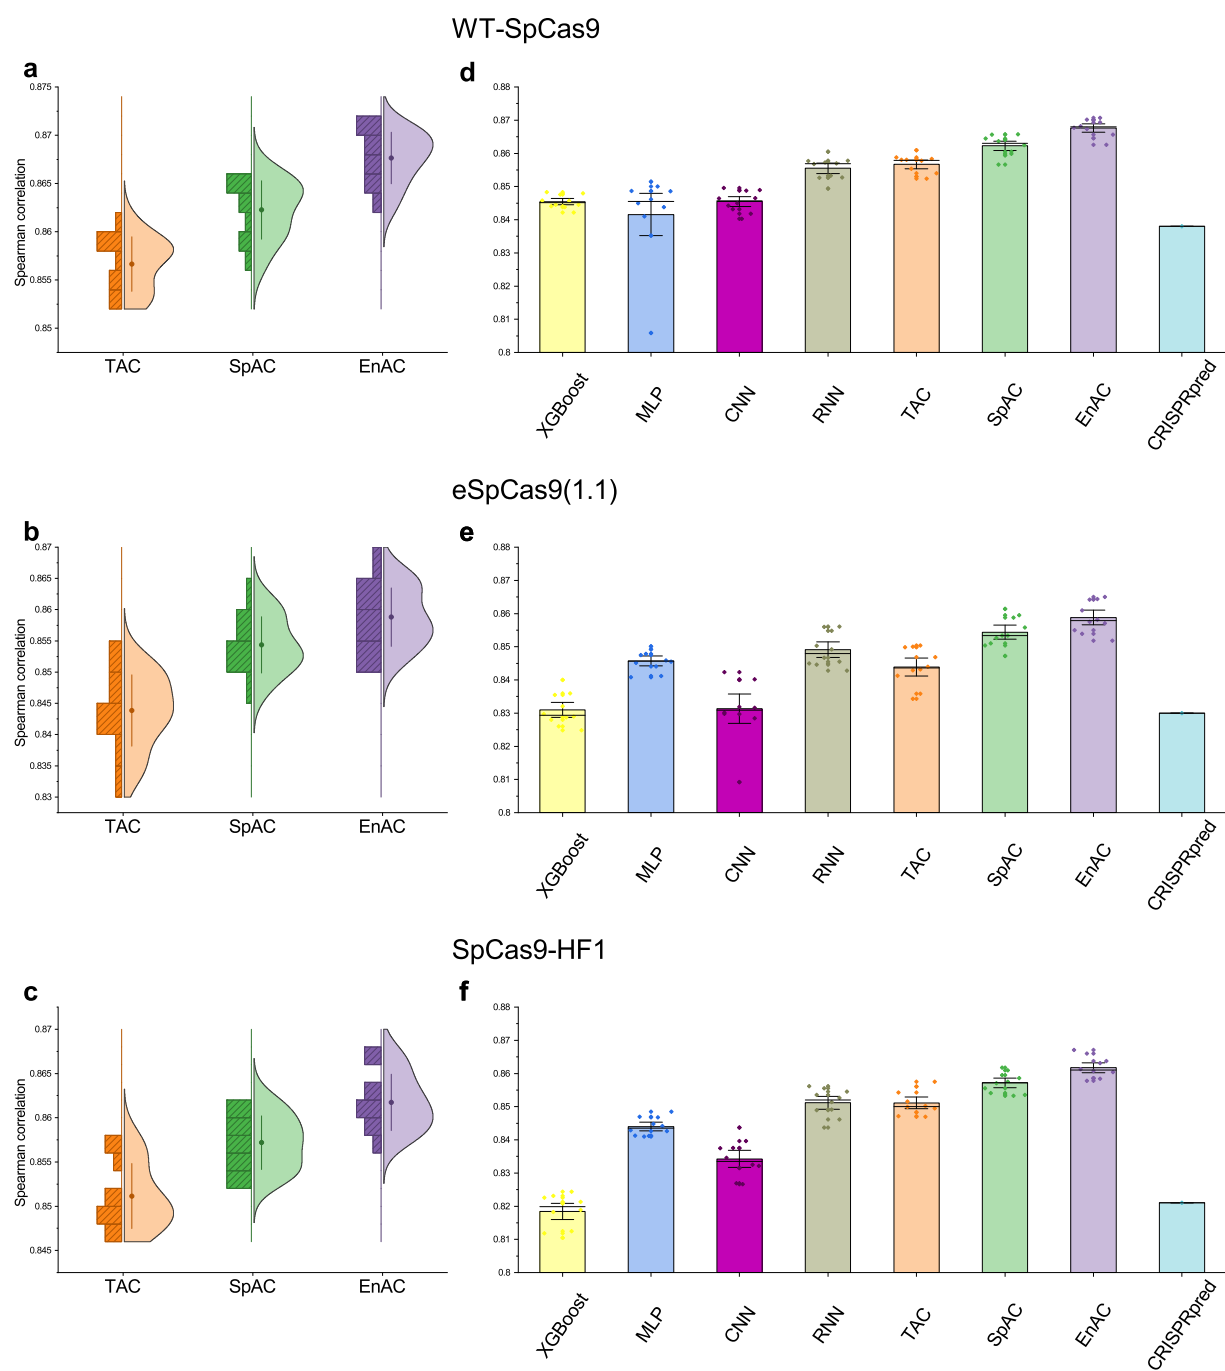 WT-SpCas9
a
Spearman correlation
0.875
0.87
0.865
0.86
0.855
0.85
TAC SpAC EnAC
d
0.88
0.87
0.86
0.85
0.84
0.83
0.82
0.81
0.8
XGBoost MLP CNN RNN TAC SpAC EnAC CRISPRpred
eSpCas9(1.1)
b
Spearman correlation
0.87
0.865
0.86
0.855
0.85
0.845
0.84
0.835
0.83
TAC SpAC EnAC
e
0.88
0.87
0.86
0.85
0.84
0.83
0.82
0.81
0.8
XGBoost MLP CNN RNN TAC SpAC EnAC CRISPRpred
SpCas9-HF1
c
Spearman correlation
0.87
0.865
0.86
0.855
0.85
0.845
TAC SpAC EnAC
f
0.88
0.87
0.86
0.85
0.84
0.83
0.82
0.81
0.8
XGBoost MLP CNN RNN TAC SpAC EnAC CRISPRpred